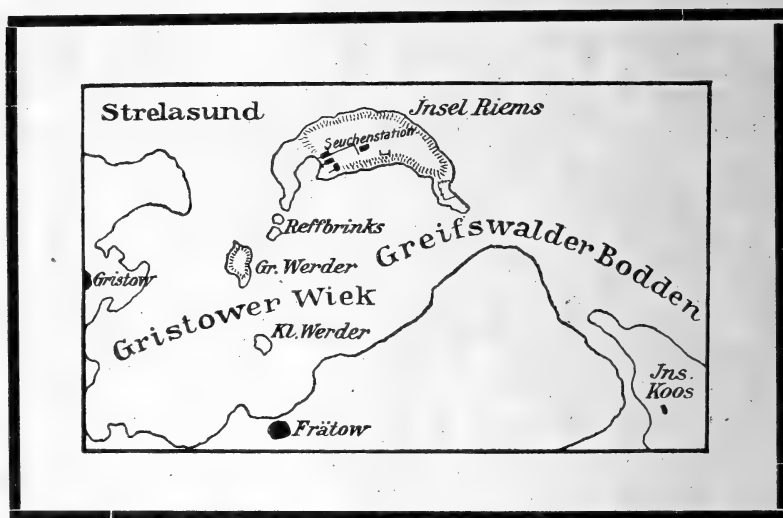 Strelasund
Jnsel Riems
Seuchenstation
Reffbrinks
Greifswalder Bodden
Gr. Werder
Gristow
Gristower Wiek
Kl. Werder
Jns.
Koos
Frätow